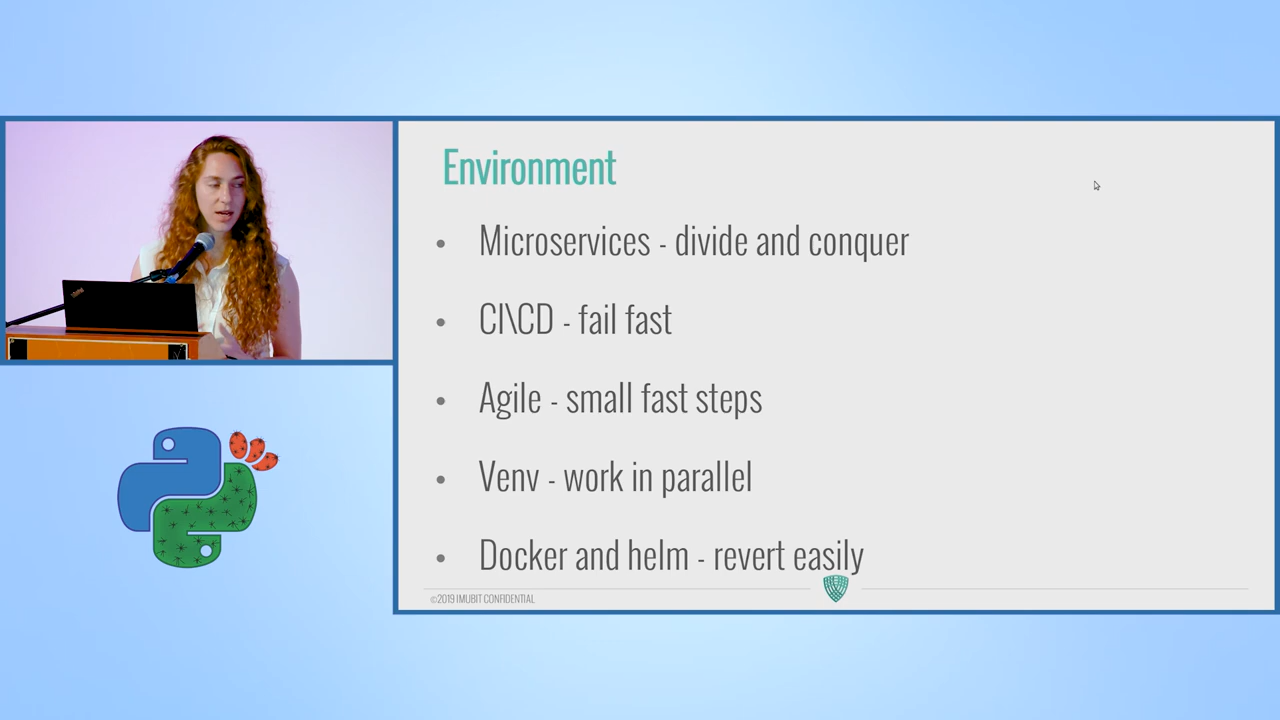 Environment
• Microservices - divide and conquer
• CI\CD - fail fast
• Agile - small fast steps
• Venv - work in parallel
• Docker and helm - revert easily
©2019 IMUBIT CONFIDENTIAL